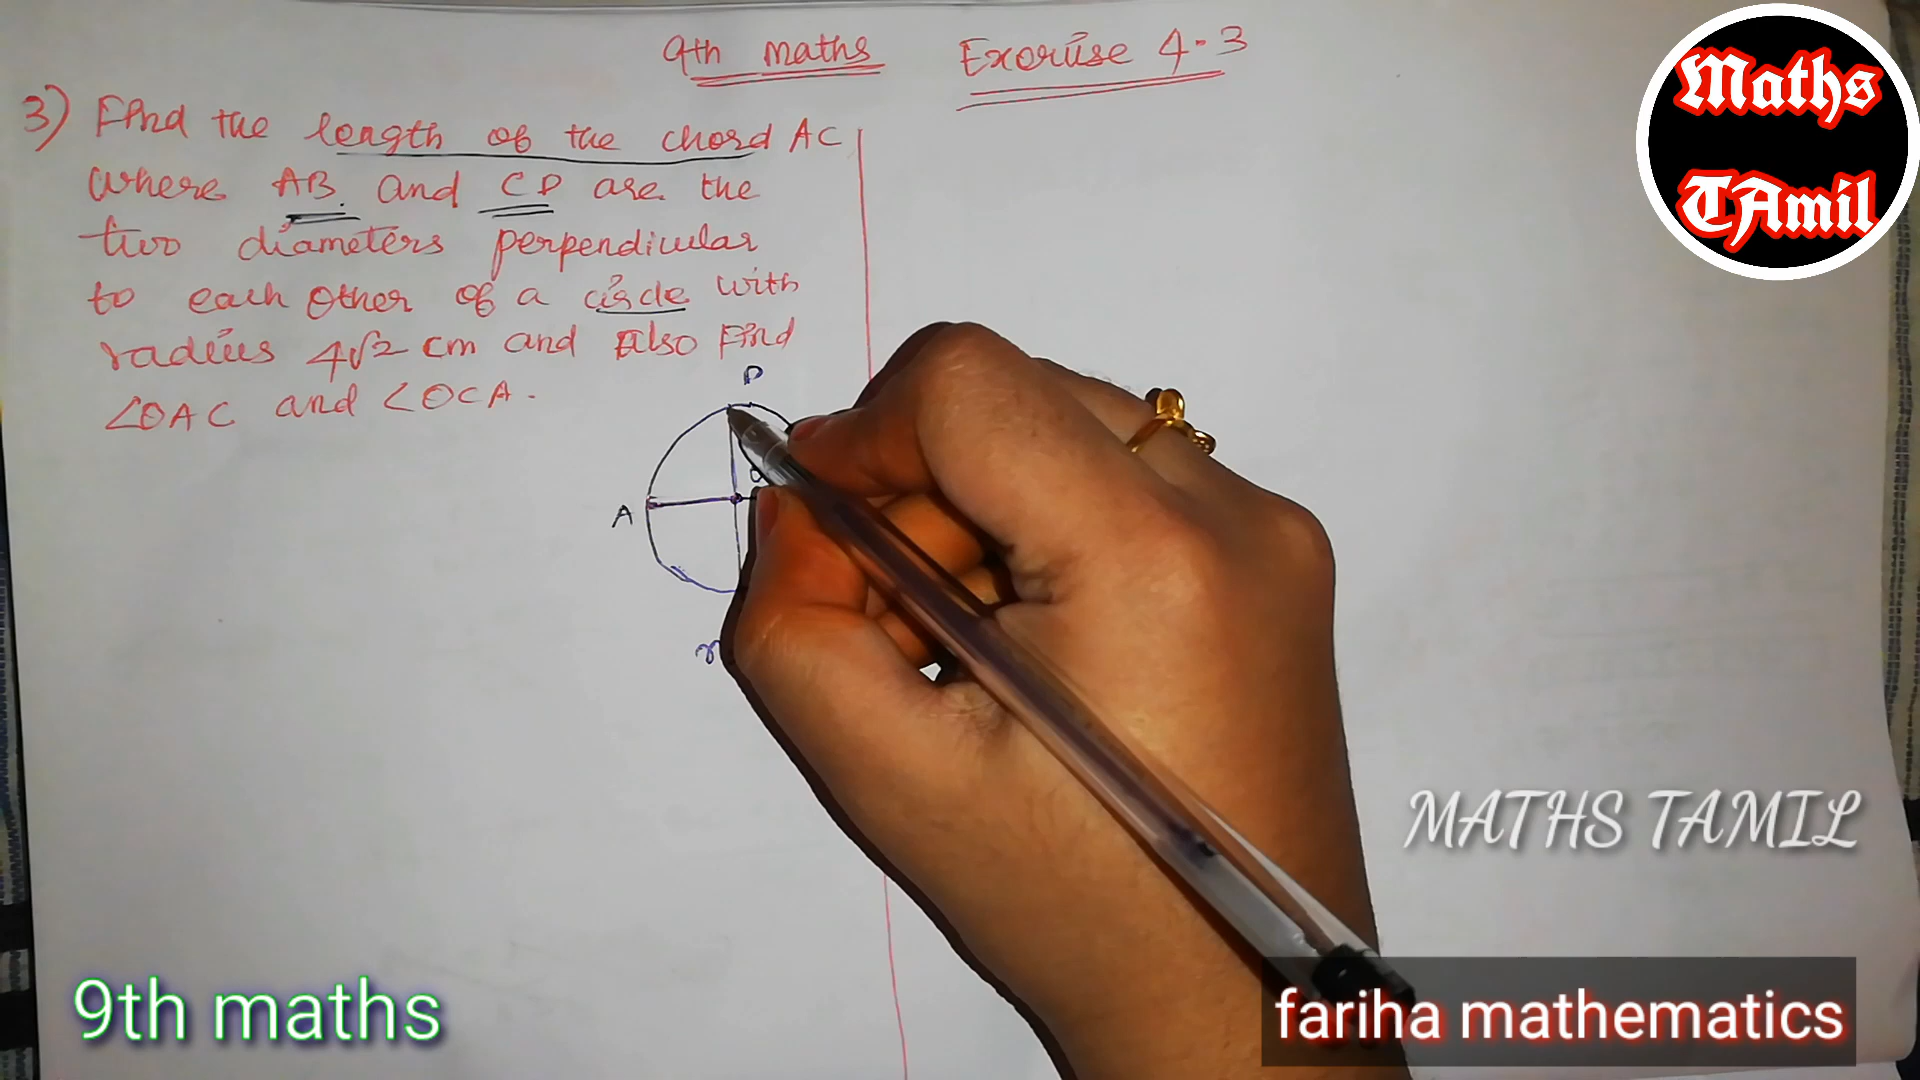 9th maths Exercise 4.3
3) Find the length of the chord AC
where AB and CD are the
two diameters perpendicular
to each other of a circle with
radius 4√2 cm and also Find
∠OAC and ∠OCA.
D
A
r
Maths
TAmil
MATHS TAMIL
9th maths
fariha mathematics